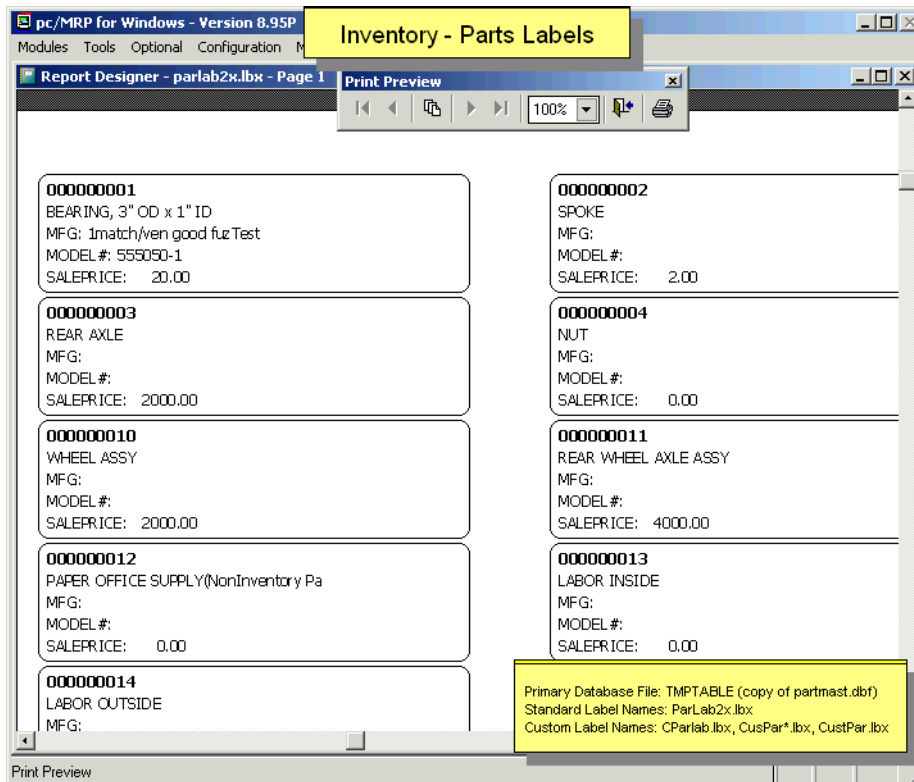 pc/MRP for Windows - Version 8.95P
Inventory - Parts Labels
Modules Tools Optional Configuration M
Report Designer - parlab2x.lbx - Page 1
Print Preview
100%
000000001
BEARING, 3" OD x 1" ID
MFG: 1match/ven good fuzTest
MODEL#: 555050-1
SALEPRICE: 20.00
000000002
SPOKE
MFG:
MODEL#:
SALEPRICE: 2.00
000000003
REAR AXLE
MFG:
MODEL#:
SALEPRICE: 2000.00
000000004
NUT
MFG:
MODEL#:
SALEPRICE: 0.00
000000010
WHEEL ASSY
MFG:
MODEL#:
SALEPRICE: 2000.00
000000011
REAR WHEEL AXLE ASSY
MFG:
MODEL#:
SALEPRICE: 4000.00
000000012
PAPER OFFICE SUPPLY(NonInventory Pa
MFG:
MODEL#:
SALEPRICE: 0.00
000000013
LABOR INSIDE
MFG:
MODEL#:
SALEPRICE: 0.00
000000014
LABOR OUTSIDE
MFG:
Primary Database File: TMPTABLE (copy of partmast.dbf)
Standard Label Names: ParLab2x.lbx
Custom Label Names: CParlab.lbx, CusPar*.lbx, CustPar.lbx
Print Preview